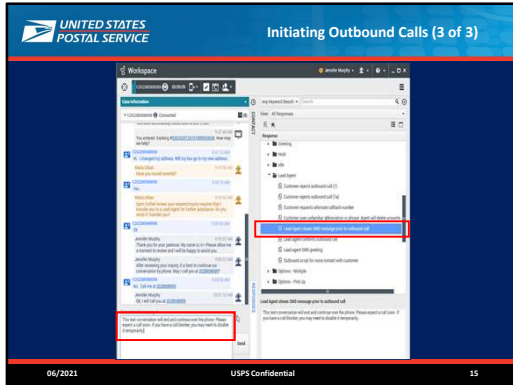 UNITED STATES
POSTAL SERVICE
Initiating Outbound Calls (3 of 3)
Workspace
Jennifer Murphy
Case Information
Any Keyword Search
Search
Connected
View All Responses
CONTACT
Response
Greeting
Hold
Idle
Lead Agent
Customer rejects outbound call (1)
Customer rejects outbound call (1a)
Customer requests alternate callback number
Lead Agent closes SMS message prior to outbound call
Lead Agent confirms outbound call
Lead Agent SMS greeting
Outbound script for voice contact with customer
Options - Multiple
Options - Pick Up
RESPONSES
Hi. I changed my address. Will my box go to my new address
Have you moved recently?
Jennifer Murphy
Thank you for your patience. My name is
a moment to review and I will be happy to assist you.
Jennifer Murphy
After reviewing your inquiry, it is best to continue our
conversation by phone. May I call you at
No. Call me at
Jennifer Murphy
Ok, I will call you at
This text conversation will end and continue over the phone. Please
expect a call soon. If you have a call blocker, you may need to disable
it temporarily.
Send
Lead Agent closes SMS message prior to outbound call
This text conversation will end and continue over the phone. Please expect a call soon. If
you have a call blocker, you may need to disable it temporarily.
06/2021
USPS Confidential
15